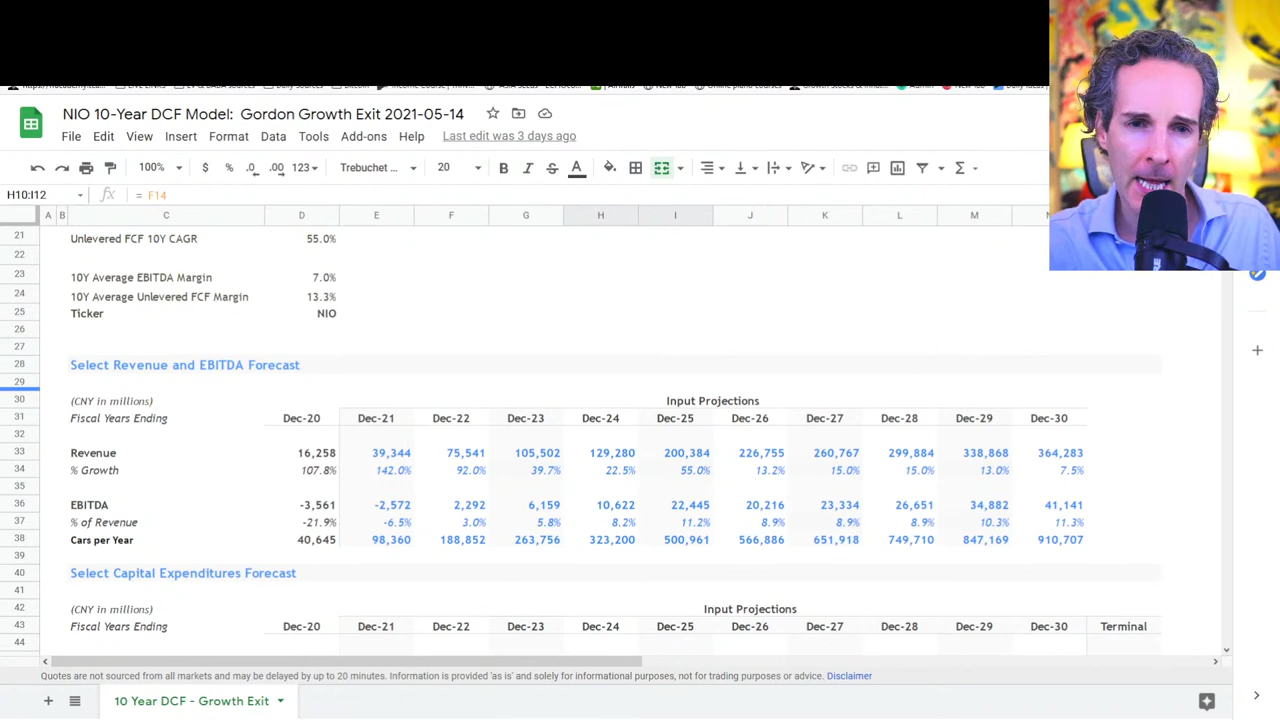 NIO 10-Year DCF Model: Gordon Growth Exit 2021-05-14
File Edit View Insert Format Data Tools Add-ons Help Last edit was 3 days ago
100% $ % .0 .00 123 Trebuchet ... 20 B I S A
H10:I12 fx = F14
A B C D E F G H I J K L M
21 Unlevered FCF 10Y CAGR 55.0%
22
23 10Y Average EBITDA Margin 7.0%
24 10Y Average Unlevered FCF Margin 13.3%
25 Ticker NIO
26
27
28 Select Revenue and EBITDA Forecast
29
30 (CNY in millions) Input Projections
31 Fiscal Years Ending Dec-20 Dec-21 Dec-22 Dec-23 Dec-24 Dec-25 Dec-26 Dec-27 Dec-28 Dec-29 Dec-30
32
33 Revenue 16,258 39,344 75,541 105,502 129,280 200,384 226,755 260,767 299,884 338,868 364,283
34 % Growth 107.8% 142.0% 92.0% 39.7% 22.5% 55.0% 13.2% 15.0% 15.0% 13.0% 7.5%
35
36 EBITDA -3,561 -2,572 2,292 6,159 10,622 22,445 20,216 23,334 26,651 34,882 41,141
37 % of Revenue -21.9% -6.5% 3.0% 5.8% 8.2% 11.2% 8.9% 8.9% 8.9% 10.3% 11.3%
38 Cars per Year 40,645 98,360 188,852 263,756 323,200 500,961 566,886 651,918 749,710 847,169 910,707
39
40 Select Capital Expenditures Forecast
41
42 (CNY in millions) Input Projections
43 Fiscal Years Ending Dec-20 Dec-21 Dec-22 Dec-23 Dec-24 Dec-25 Dec-26 Dec-27 Dec-28 Dec-29 Dec-30 Terminal
44
Quotes are not sourced from all markets and may be delayed by up to 20 minutes. Information is provided 'as is' and solely for informational purposes, not for trading purposes or advice. Disclaimer
10 Year DCF - Growth Exit